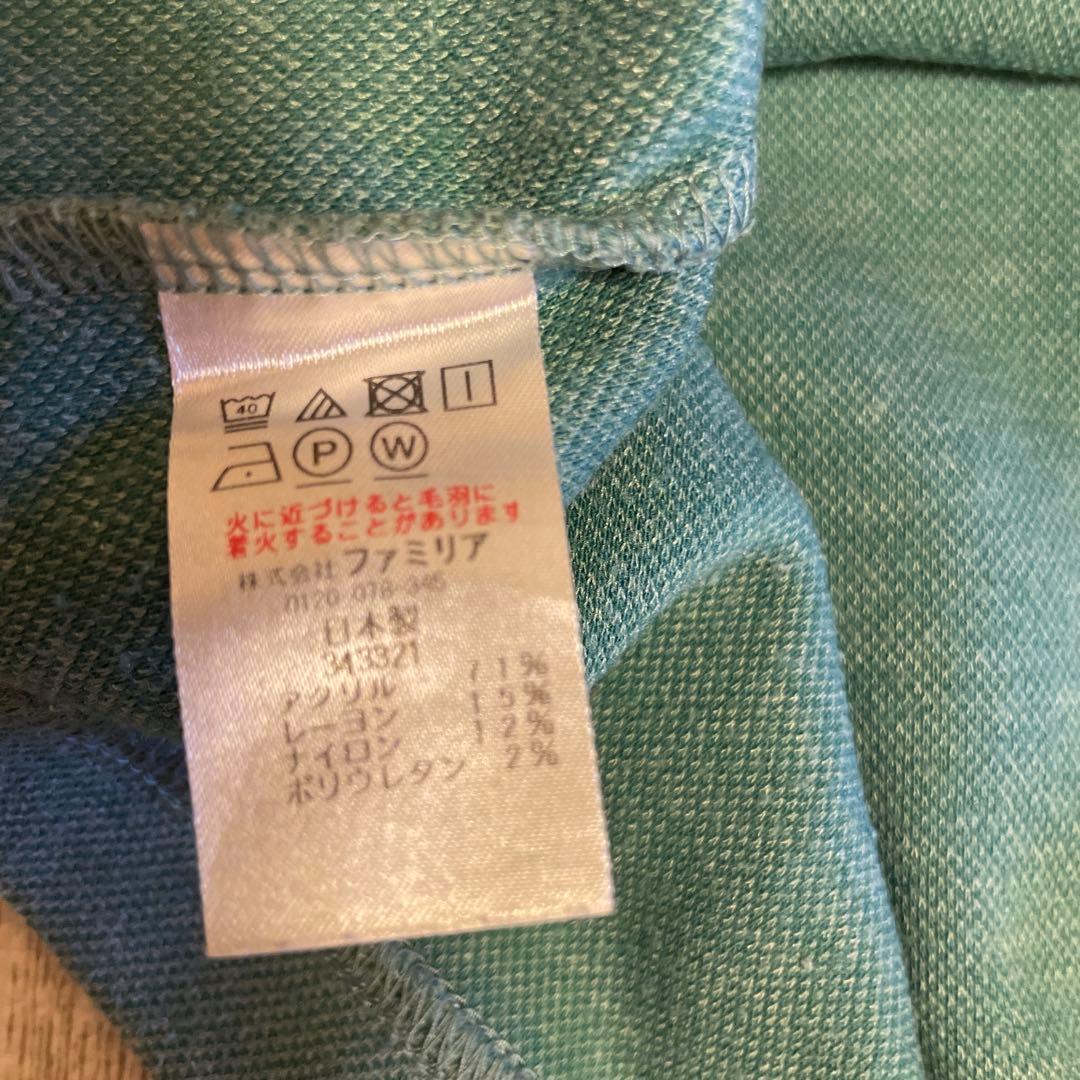 40
P W
火に近づけると毛羽に
着火することがあります
株式会社 ファミリア
0120-078-345
日本製
343321
アクリル 71%
レーヨン 15%
ナイロン 12%
ポリウレタン 2%